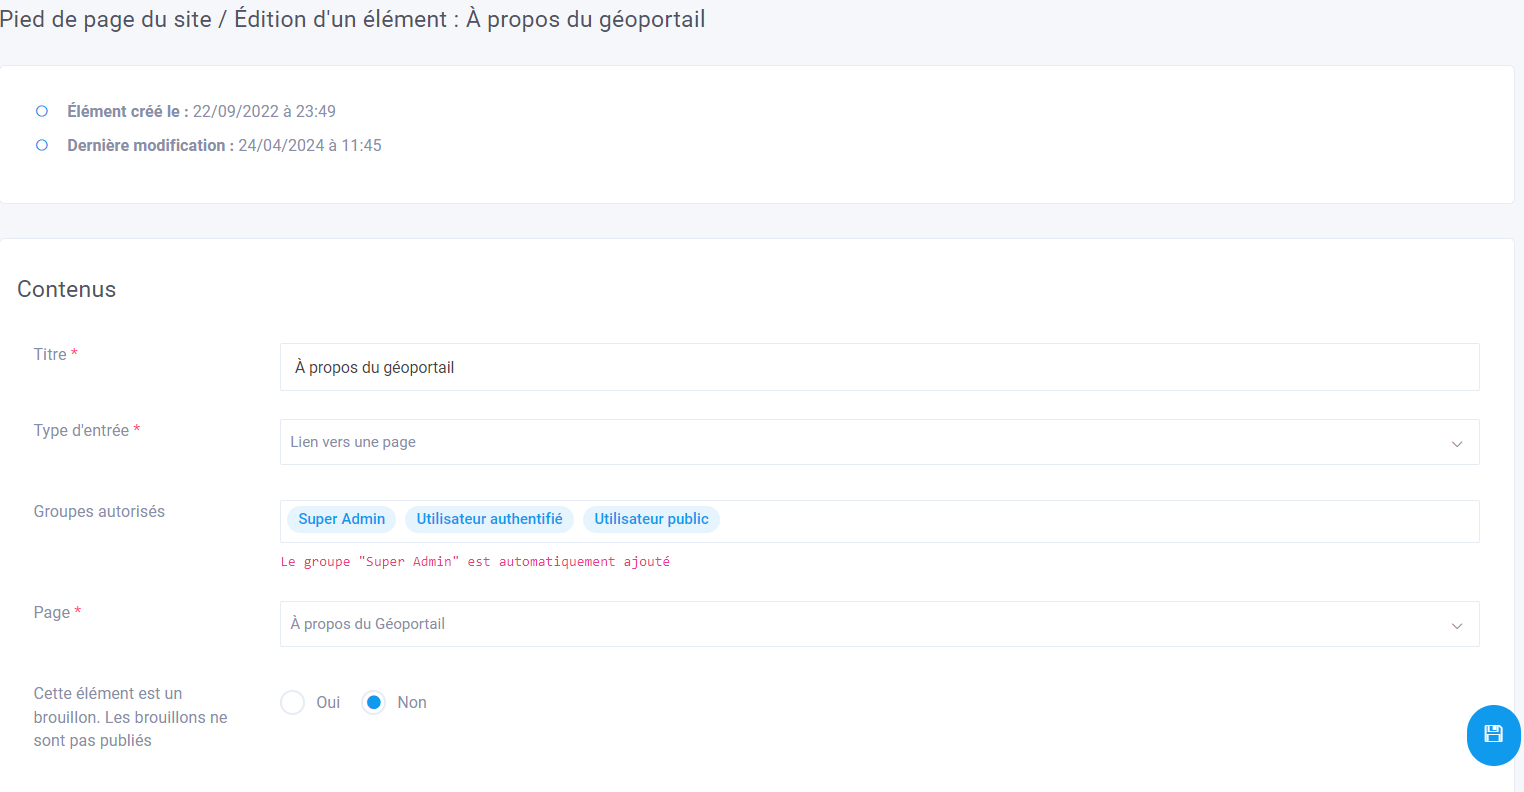 Pied de page du site / Édition d'un élément : À propos du géoportail
Élément créé le : 22/09/2022 à 23:49
Dernière modification : 24/04/2024 à 11:45
Contenus
Titre *
À propos du géoportail
Type d'entrée *
Lien vers une page
Groupes autorisés
Super Admin Utilisateur authentifié Utilisateur public
Le groupe "Super Admin" est automatiquement ajouté
Page *
À propos du Géoportail
Cette élément est un
brouillon. Les brouillons ne
sont pas publiés
Oui Non